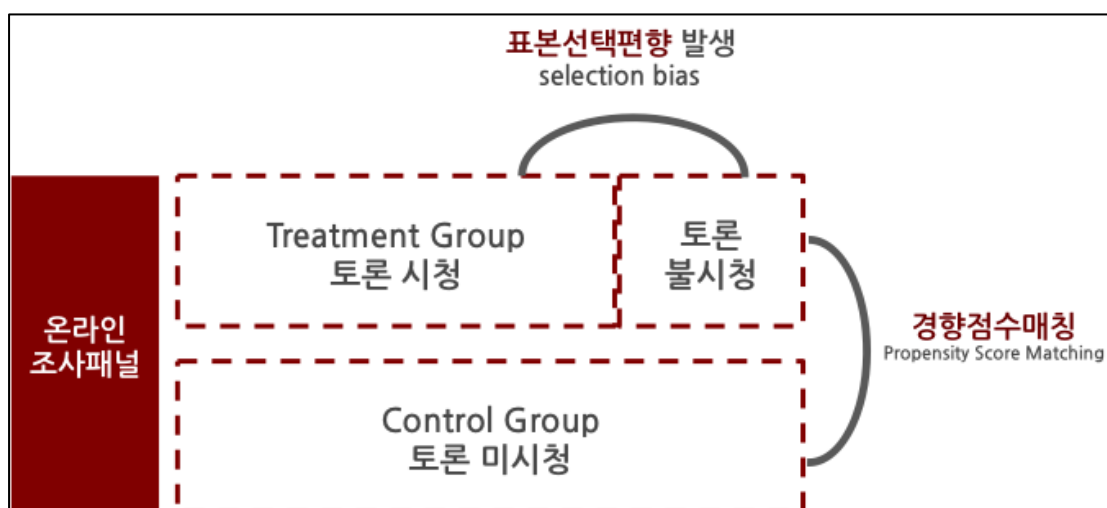 표본선택편향 발생
selection bias
Treatment Group
토론 시청
토론
불시청
온라인
조사패널
경향점수매칭
Propensity Score Matching
Control Group
토론 미시청